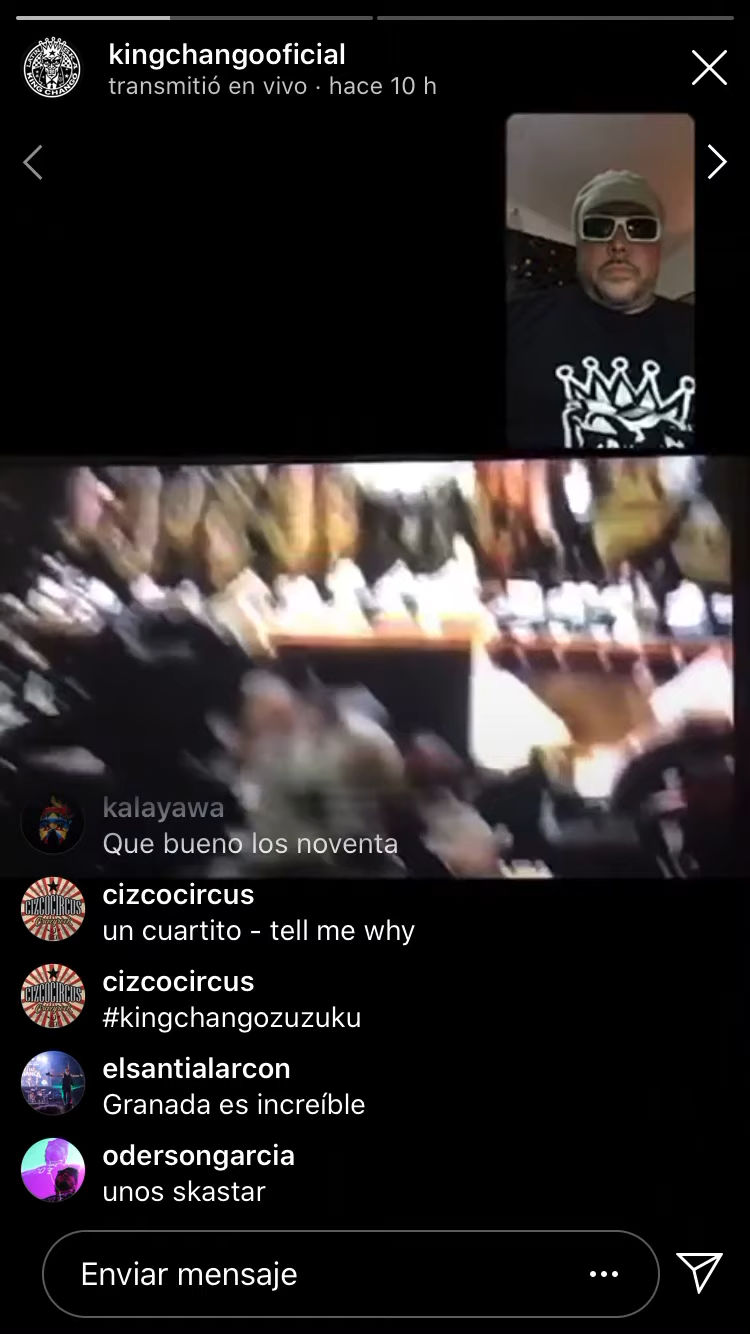 kingchangooficial
transmitió en vivo · hace 10 h
kalayawa
Que bueno los noventa
cizcocircus
un cuartito - tell me why
cizcocircus
#kingchangozuzuku
elsantialarcon
Granada es increíble
odersongarcia
unos skastar
Enviar mensaje